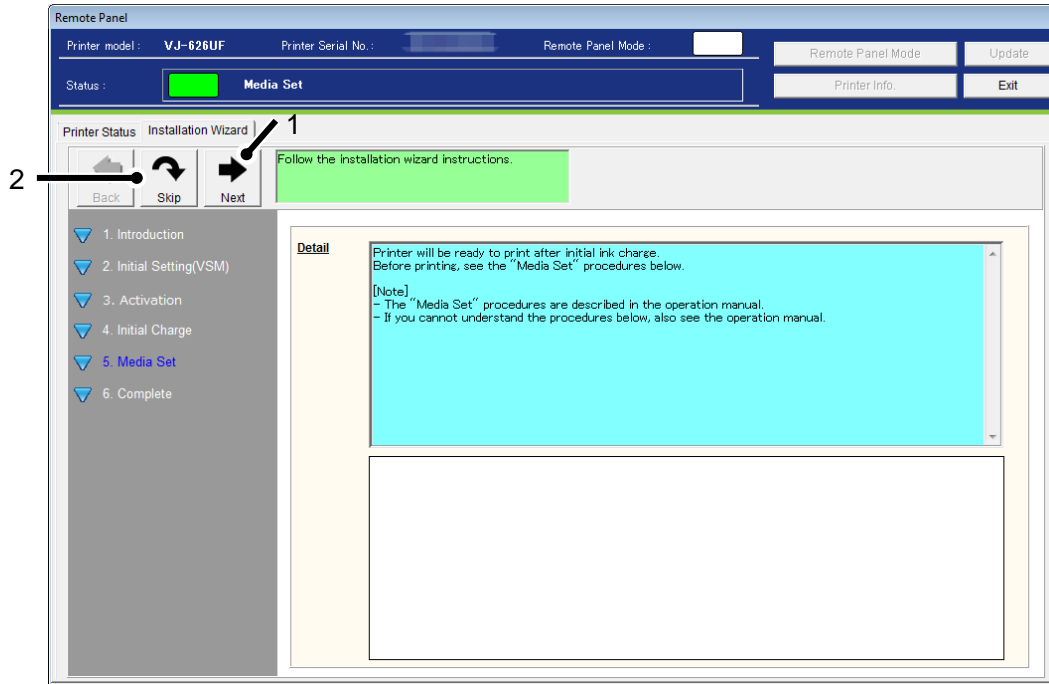 Remote Panel
Printer model : VJ-626UF Printer Serial No. : Remote Panel Mode :
Remote Panel Mode Update
Status : Media Set
Printer Info. Exit
Printer Status Installation Wizard
1
2
Back Skip Next
Follow the installation wizard instructions.
1. Introduction
2. Initial Setting(VSM)
3. Activation
4. Initial Charge
5. Media Set
6. Complete
Detail
Printer will be ready to print after initial ink charge.
Before printing, see the "Media Set" procedures below.
[Note]
- The "Media Set" procedures are described in the operation manual.
- If you cannot understand the procedures below, also see the operation manual.